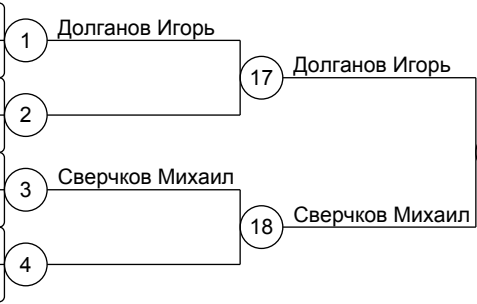 1 Долганов Игорь
17 Долганов Игорь
2
3 Сверчков Михаил
18 Сверчков Михаил
4